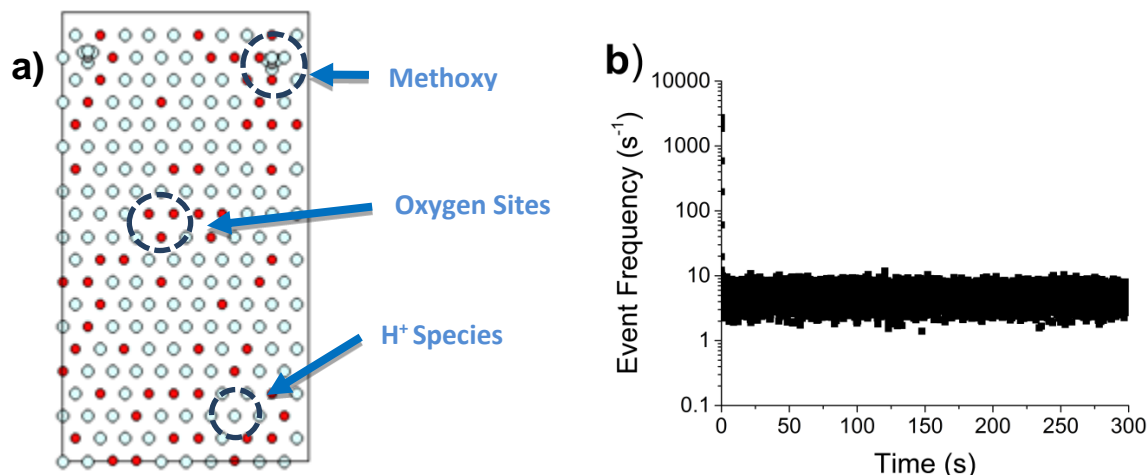 a)
Methoxy
Oxygen Sites
H⁺ Species
b)
Event Frequency (s⁻¹)
10000
1000
100
10
1
0.1
0 50 100 150 200 250 300
Time (s)